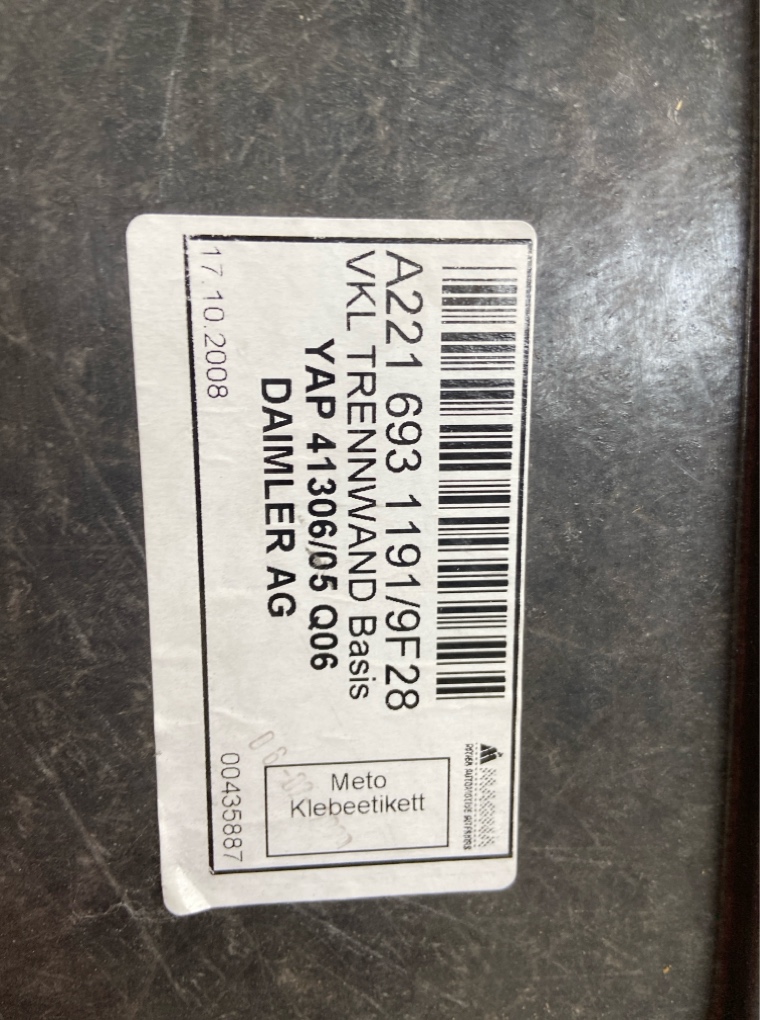 A221 693 1191/9F28
VKL TRENNWAND Basis
YAP 41306/05 Q06
DAIMLER AG
17.10.2008
Meto
Klebeetikett
00435887